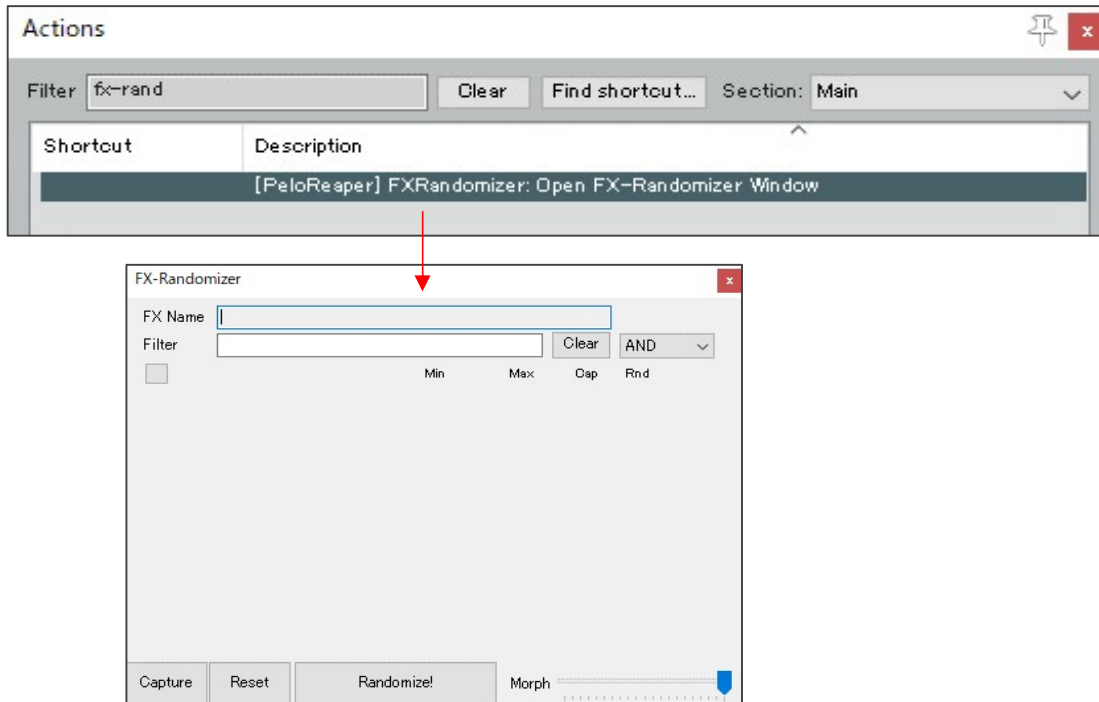 Actions
Filter fx-rand Clear Find shortcut... Section: Main
Shortcut Description
[PeloReaper] FXRandomizer: Open FX-Randomizer Window
FX-Randomizer
FX Name
Filter Clear AND
Min Max Cap Rnd
Capture Reset Randomize! Morph